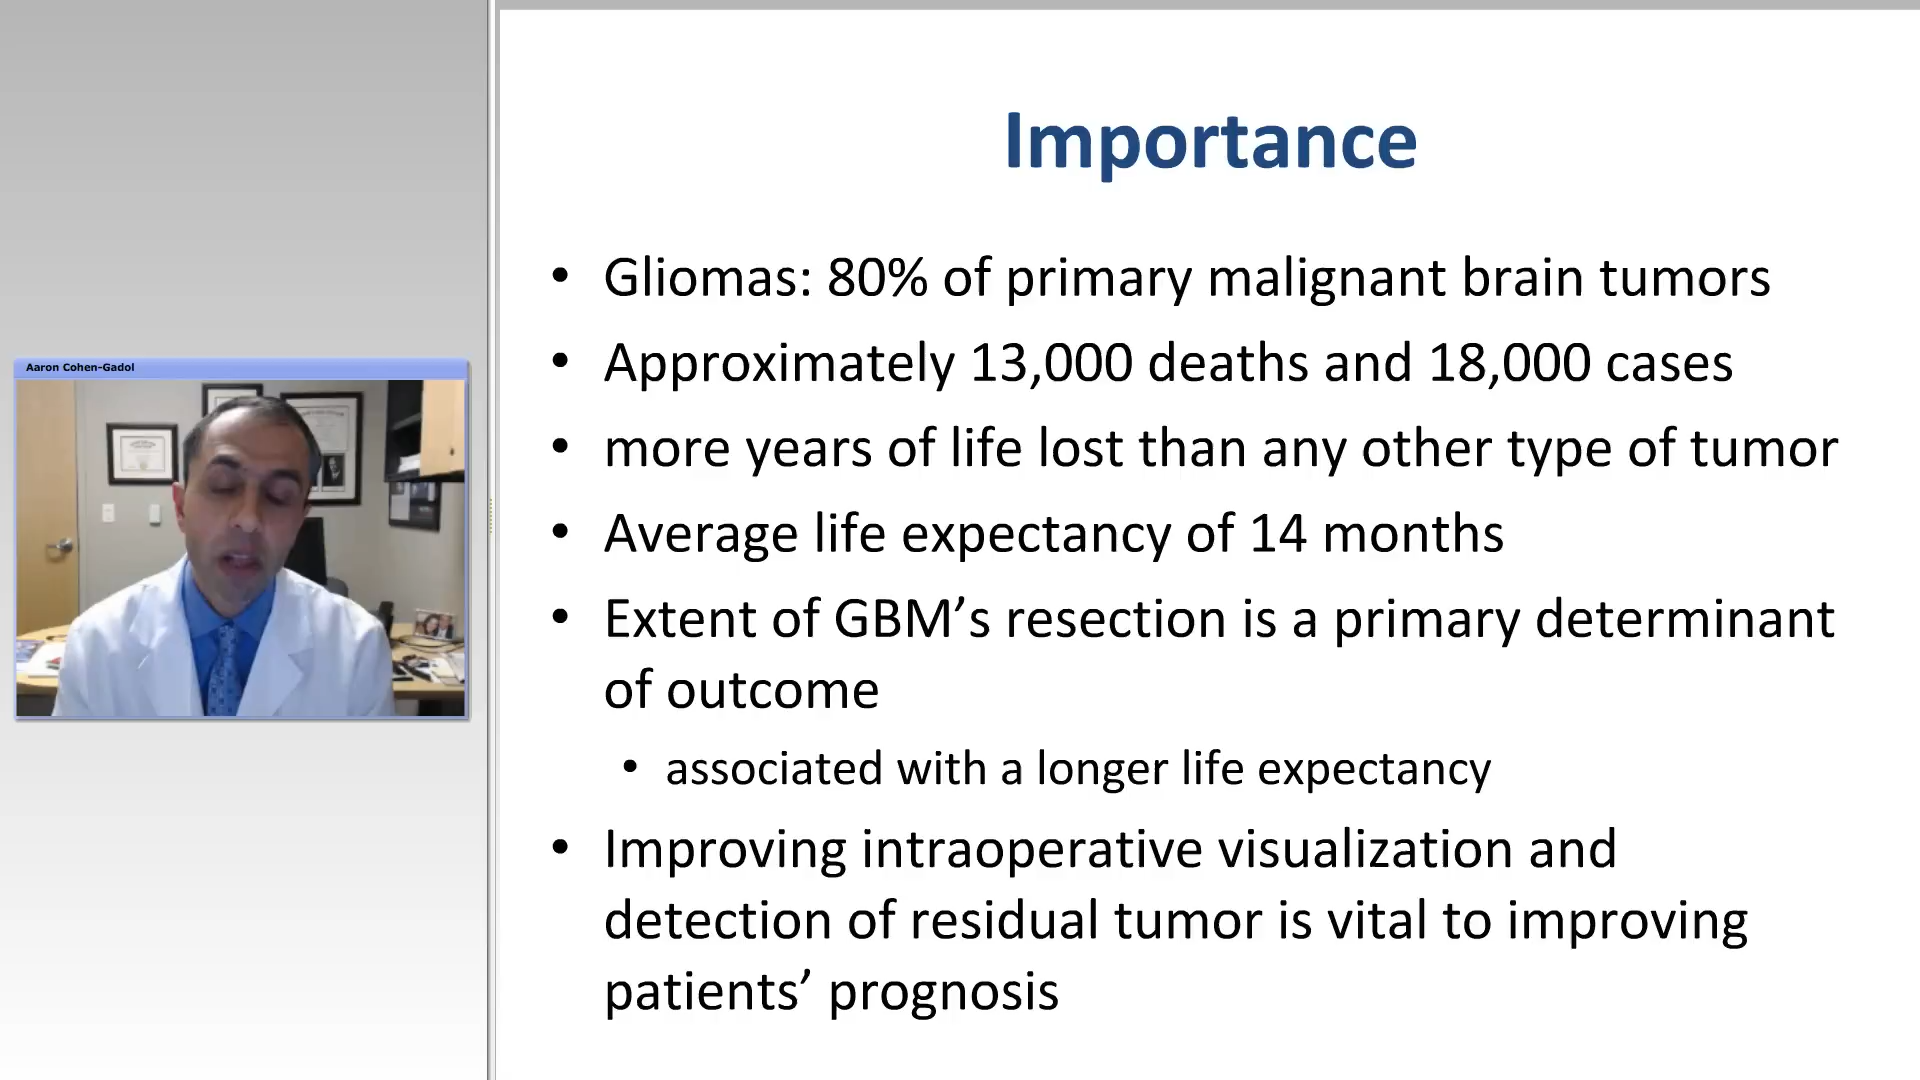 Importance
Aaron Cohen-Gadol
• Gliomas: 80% of primary malignant brain tumors
• Approximately 13,000 deaths and 18,000 cases
• more years of life lost than any other type of tumor
• Average life expectancy of 14 months
• Extent of GBM’s resection is a primary determinant
of outcome
• associated with a longer life expectancy
• Improving intraoperative visualization and
detection of residual tumor is vital to improving
patients’ prognosis